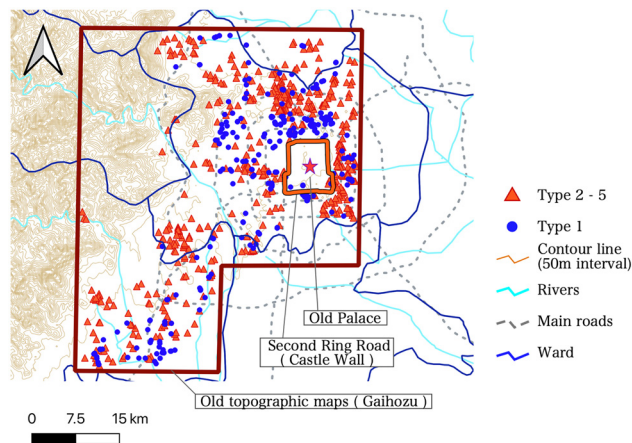 Type 2 - 5
Type 1
Contour line
(50m interval)
Rivers
Main roads
Ward
Old Palace
Second Ring Road
( Castle Wall )
Old topographic maps ( Gaihozu )
0 7.5 15 km